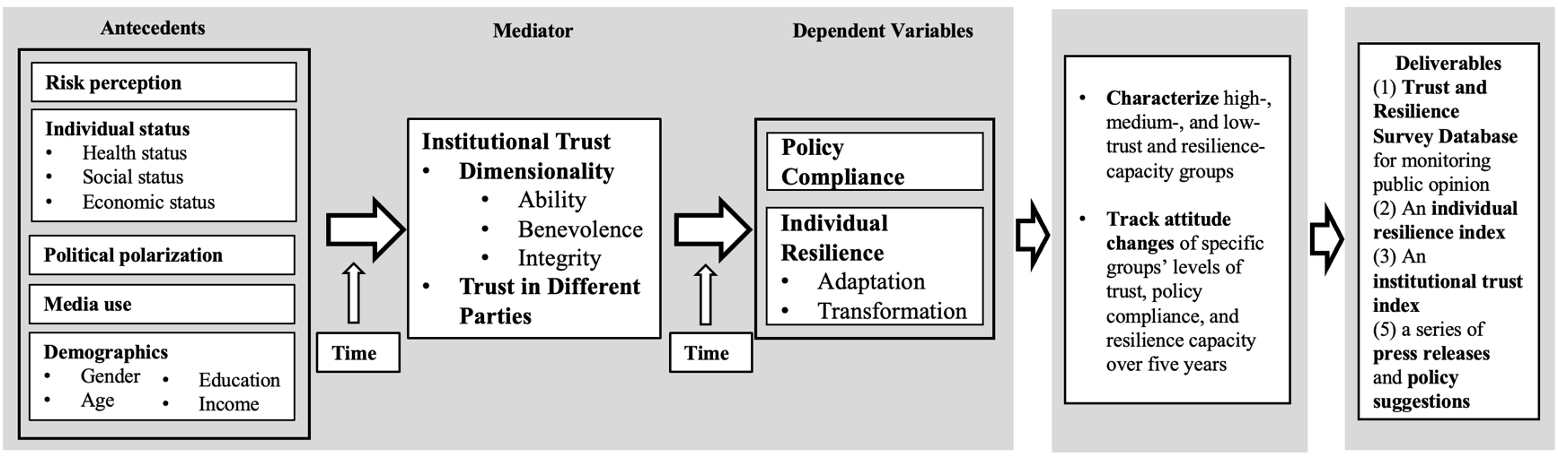 Antecedents
Risk perception
Individual status
• Health status
• Social status
• Economic status
Political polarization
Media use
Demographics
• Gender
• Age
• Education
• Income
Time
Mediator
Institutional Trust
• Dimensionality
• Ability
• Benevolence
• Integrity
• Trust in Different
Parties
Time
Dependent Variables
Policy
Compliance
Individual
Resilience
• Adaptation
• Transformation
• Characterize high-,
medium-, and low-
trust and resilience-
capacity groups
• Track attitude
changes of specific
groups’ levels of
trust, policy
compliance, and
resilience capacity
over five years
Deliverables
(1) Trust and
Resilience
Survey Database
for monitoring
public opinion
(2) An individual
resilience index
(3) An
institutional trust
index
(5) a series of
press releases
and policy
suggestions